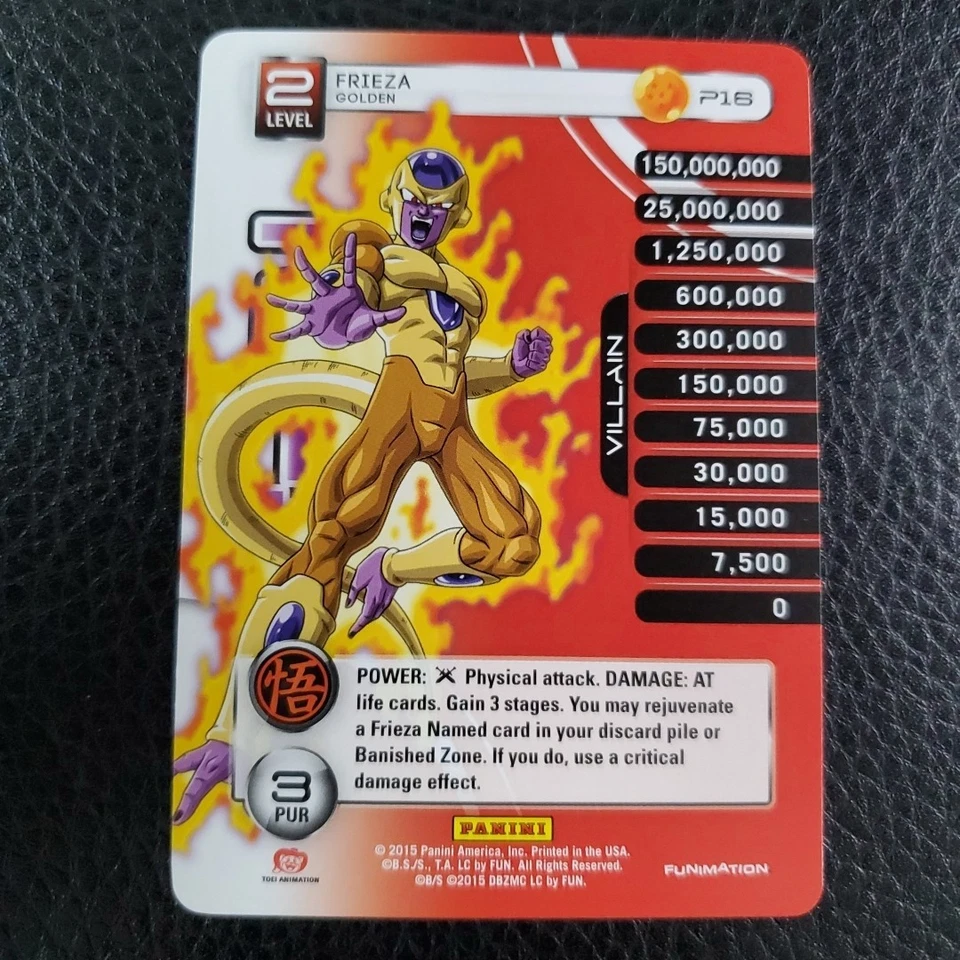 2
LEVEL
FRIEZA
GOLDEN
P16
150,000,000
25,000,000
1,250,000
600,000
300,000
150,000
75,000
30,000
15,000
7,500
0
VILLAIN
悟
POWER: Physical attack. DAMAGE: AT
life cards. Gain 3 stages. You may rejuvenate
a Frieza Named card in your discard pile or
Banished Zone. If you do, use a critical
damage effect.
3
PUR
PANINI
© 2015 Panini America, Inc. Printed in the USA.
©B.S./S., T.A. LC by FUN. All Rights Reserved.
©B/S ©2015 DBZMC LC by FUN.
TOEI ANIMATION
FUNiMATION